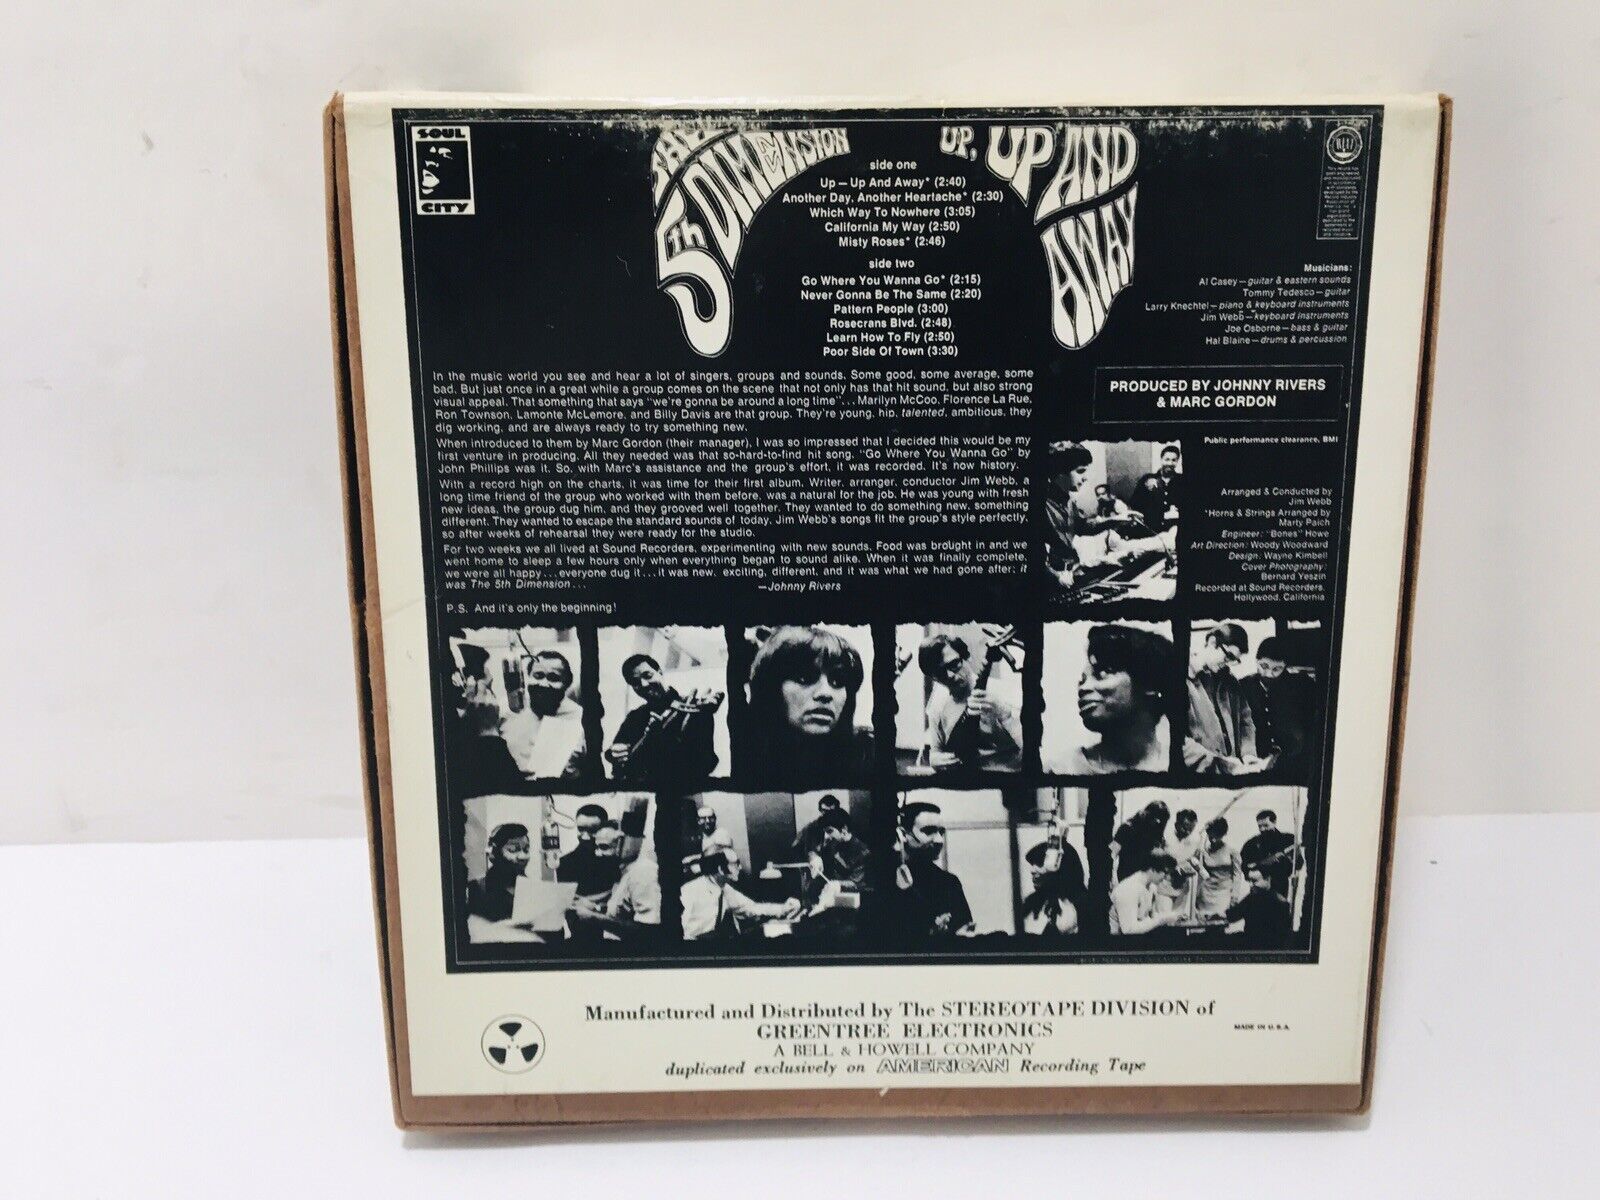 SOUL
CITY
THE
5TH DIMENSION
UP, UP AND
AWAY
side one
Up—Up And Away* (2:40)
Another Day, Another Heartache* (2:30)
Which Way To Nowhere (3:05)
California My Way (2:50)
Misty Roses* (2:46)
side two
Go Where You Wanna Go* (2:15)
Never Gonna Be The Same (2:20)
Pattern People (3:00)
Rosecrans Blvd. (2:48)
Learn How To Fly (2:50)
Poor Side Of Town (3:30)
Musicians:
Al Casey—guitar & eastern sounds
Tommy Tedesco—guitar
Larry Knechtel—piano & keyboard instruments
Jim Webb—keyboard instruments
Joe Osborne—bass & guitar
Hal Blaine—drums & percussion
In the music world you see and hear a lot of singers, groups and sounds. Some good, some average, some
bad. But just once in a great while a group comes on the scene that not only has that hit sound, but also strong
visual appeal. That something that says "we're gonna be around a long time"... Marilyn McCoo, Florence La Rue,
Ron Townson, Lamonte McLemore, and Billy Davis are that group. They're young, hip, talented, ambitious, they
dig working, and are always ready to try something new.
When introduced to them by Marc Gordon (their manager), I was so impressed that I decided this would be my
first venture in producing. All they needed was that so-hard-to-find hit song. "Go Where You Wanna Go" by
John Phillips was it. So, with Marc's assistance and the group's effort, it was recorded. It's now history.
With a record high on the charts, it was time for their first album. Writer, arranger, conductor Jim Webb, a
long time friend of the group who worked with them before, was a natural for the job. He was young with fresh
new ideas, the group dug him, and they grooved well together. They wanted to do something new, something
different. They wanted to escape the standard sounds of today. Jim Webb's songs fit the group's style perfectly,
so after weeks of rehearsal they were ready for the studio.
For two weeks we all lived at Sound Recorders, experimenting with new sounds. Food was brought in and we
went home to sleep a few hours only when everything began to sound alike. When it was finally complete,
we were all happy...everyone dug it...it was new, exciting, different, and it was what we had gone after; it
was The 5th Dimension...
—Johnny Rivers
P.S. And it's only the beginning!
PRODUCED BY JOHNNY RIVERS
& MARC GORDON
Public performance clearance, BMI
Arranged & Conducted by
Jim Webb
*Horns & Strings Arranged by
Marty Paich
Engineer: "Bones" Howe
Art Direction: Woody Woodward
Design: Wayne Kimbell
Cover Photography:
Bernard Yeszin
Recorded at Sound Recorders,
Hollywood, California
Manufactured and Distributed by The STEREOTAPE DIVISION of
GREENTREE ELECTRONICS
A BELL & HOWELL COMPANY
duplicated exclusively on AMERICAN Recording Tape
MADE IN U.S.A.